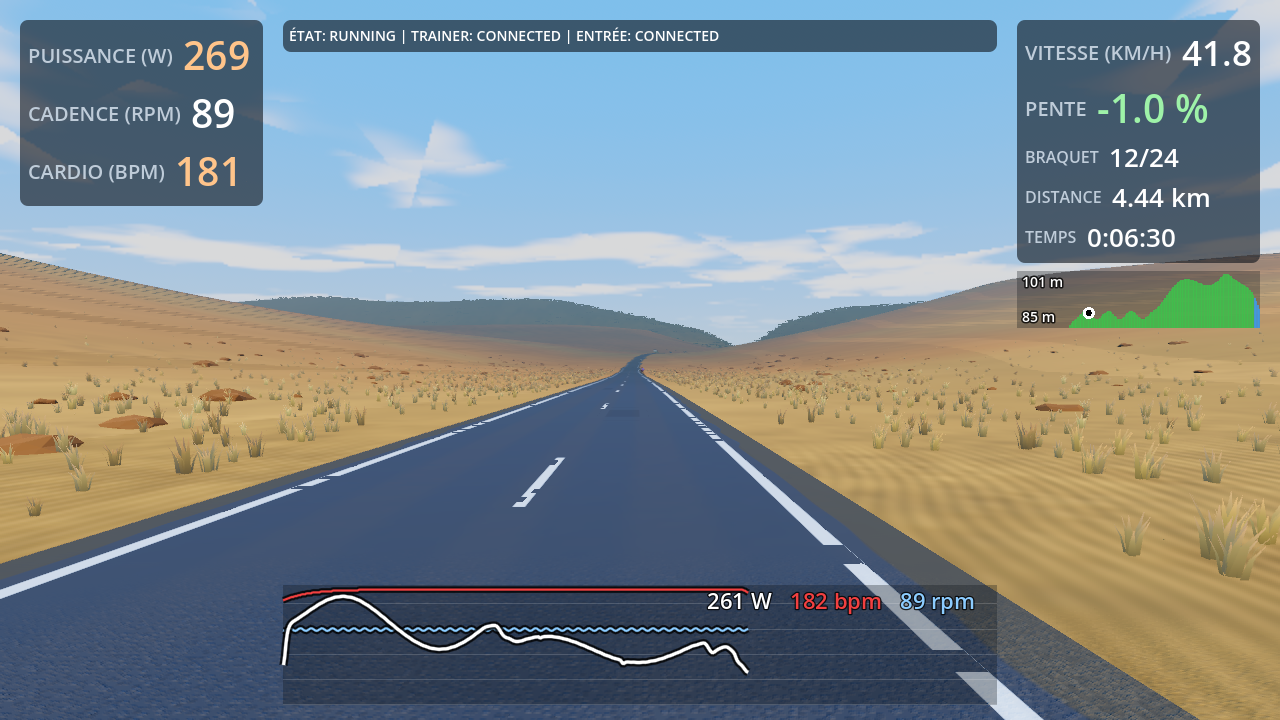 PUISSANCE (W) 269
CADENCE (RPM) 89
CARDIO (BPM) 181
ÉTAT: RUNNING | TRAINER: CONNECTED | ENTRÉE: CONNECTED
VITESSE (KM/H) 41.8
PENTE -1.0 %
BRAQUET 12/24
DISTANCE 4.44 km
TEMPS 0:06:30
101 m
85 m
261 W 182 bpm 89 rpm